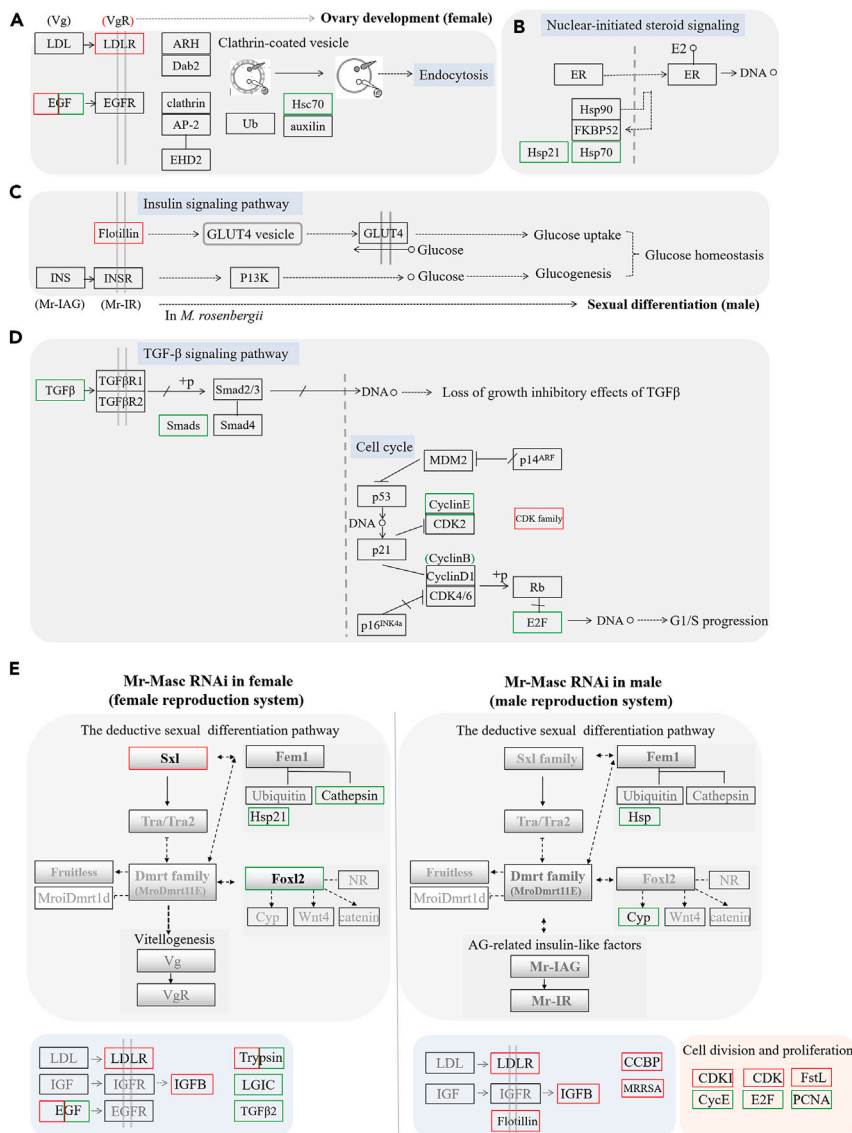 A
(Vg)
(VgR)
Ovary development (female)
LDL
LDLR
ARH
Dab2
Clathrin-coated vesicle
Endocytosis
EGF
EGFR
clathrin
AP-2
EHD2
Ub
Hsc70
auxilin
B
Nuclear-initiated steroid signaling
E2
ER
ER
DNA
Hsp90
FKBP52
Hsp21
Hsp70
C
Insulin signaling pathway
Flotillin
GLUT4 vesicle
GLUT4
Glucose
Glucose uptake
Glucose homeostasis
INS
INSR
P13K
Glucose
Glucogenesis
(Mr-IAG)
(Mr-IR)
In M. rosenbergii
Sexual differentiation (male)
D
TGF-β signaling pathway
TGFβ
TGFβR1
TGFβR2
+p
Smad2/3
Smads
Smad4
DNA
Loss of growth inhibitory effects of TGFβ
Cell cycle
MDM2
p14ARF
p53
DNA
CyclinE
CDK2
CDK family
p21
(CyclinB)
CyclinD1
CDK4/6
+p
Rb
p16INK4a
E2F
DNA
G1/S progression
E
Mr-Masc RNAi in female
(female reproduction system)
The deductive sexual differentiation pathway
Sxl
Fem1
Ubiquitin
Cathepsin
Hsp21
Tra/Tra2
Fruitless
MroiDmrt1d
Dmrt family
(MroDmrt11E)
Foxl2
NR
Cyp
Wnt4
catenin
Vitellogenesis
Vg
VgR
LDL
LDLR
Trypsin
IGF
IGFR
IGFB
LGIC
EGF
EGFR
TGFβ2
Mr-Masc RNAi in male
(male reproduction system)
The deductive sexual differentiation pathway
Sxl family
Fem1
Ubiquitin
Cathepsin
Hsp
Tra/Tra2
Fruitless
MroiDmrt1d
Dmrt family
(MroDmrt11E)
Foxl2
NR
Cyp
Wnt4
catenin
AG-related insulin-like factors
Mr-IAG
Mr-IR
LDL
LDLR
CCBP
IGF
IGFR
IGFB
MRRSA
Flotillin
Cell division and proliferation
CDKI
CDK
FstL
CycE
E2F
PCNA